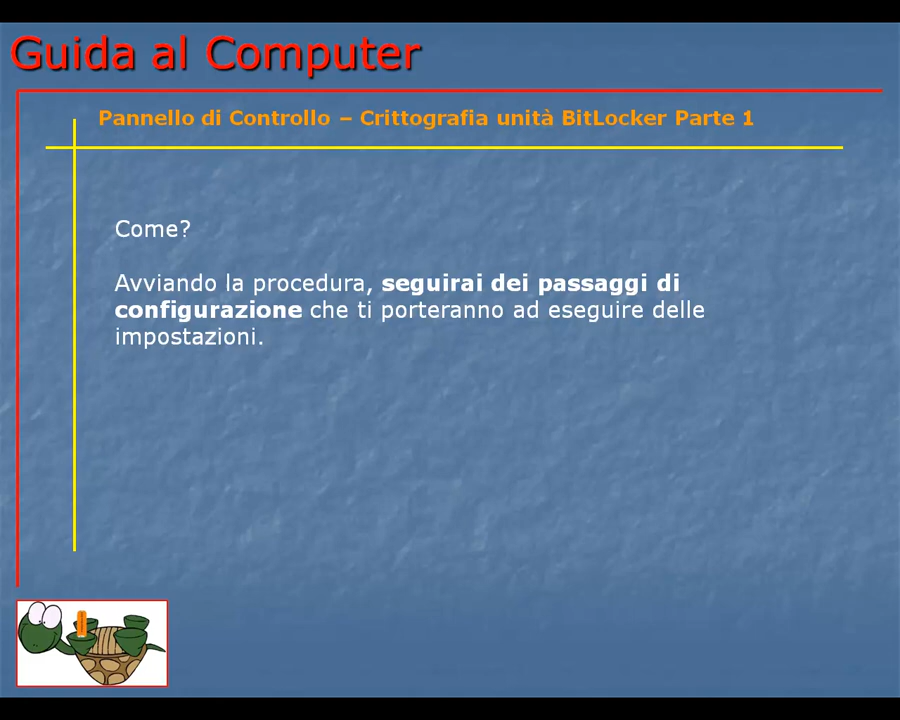 Guida al Computer
Pannello di Controllo – Crittografia unità BitLocker Parte 1
Come?
Avviando la procedura, seguirai dei passaggi di
configurazione che ti porteranno ad eseguire delle
impostazioni.